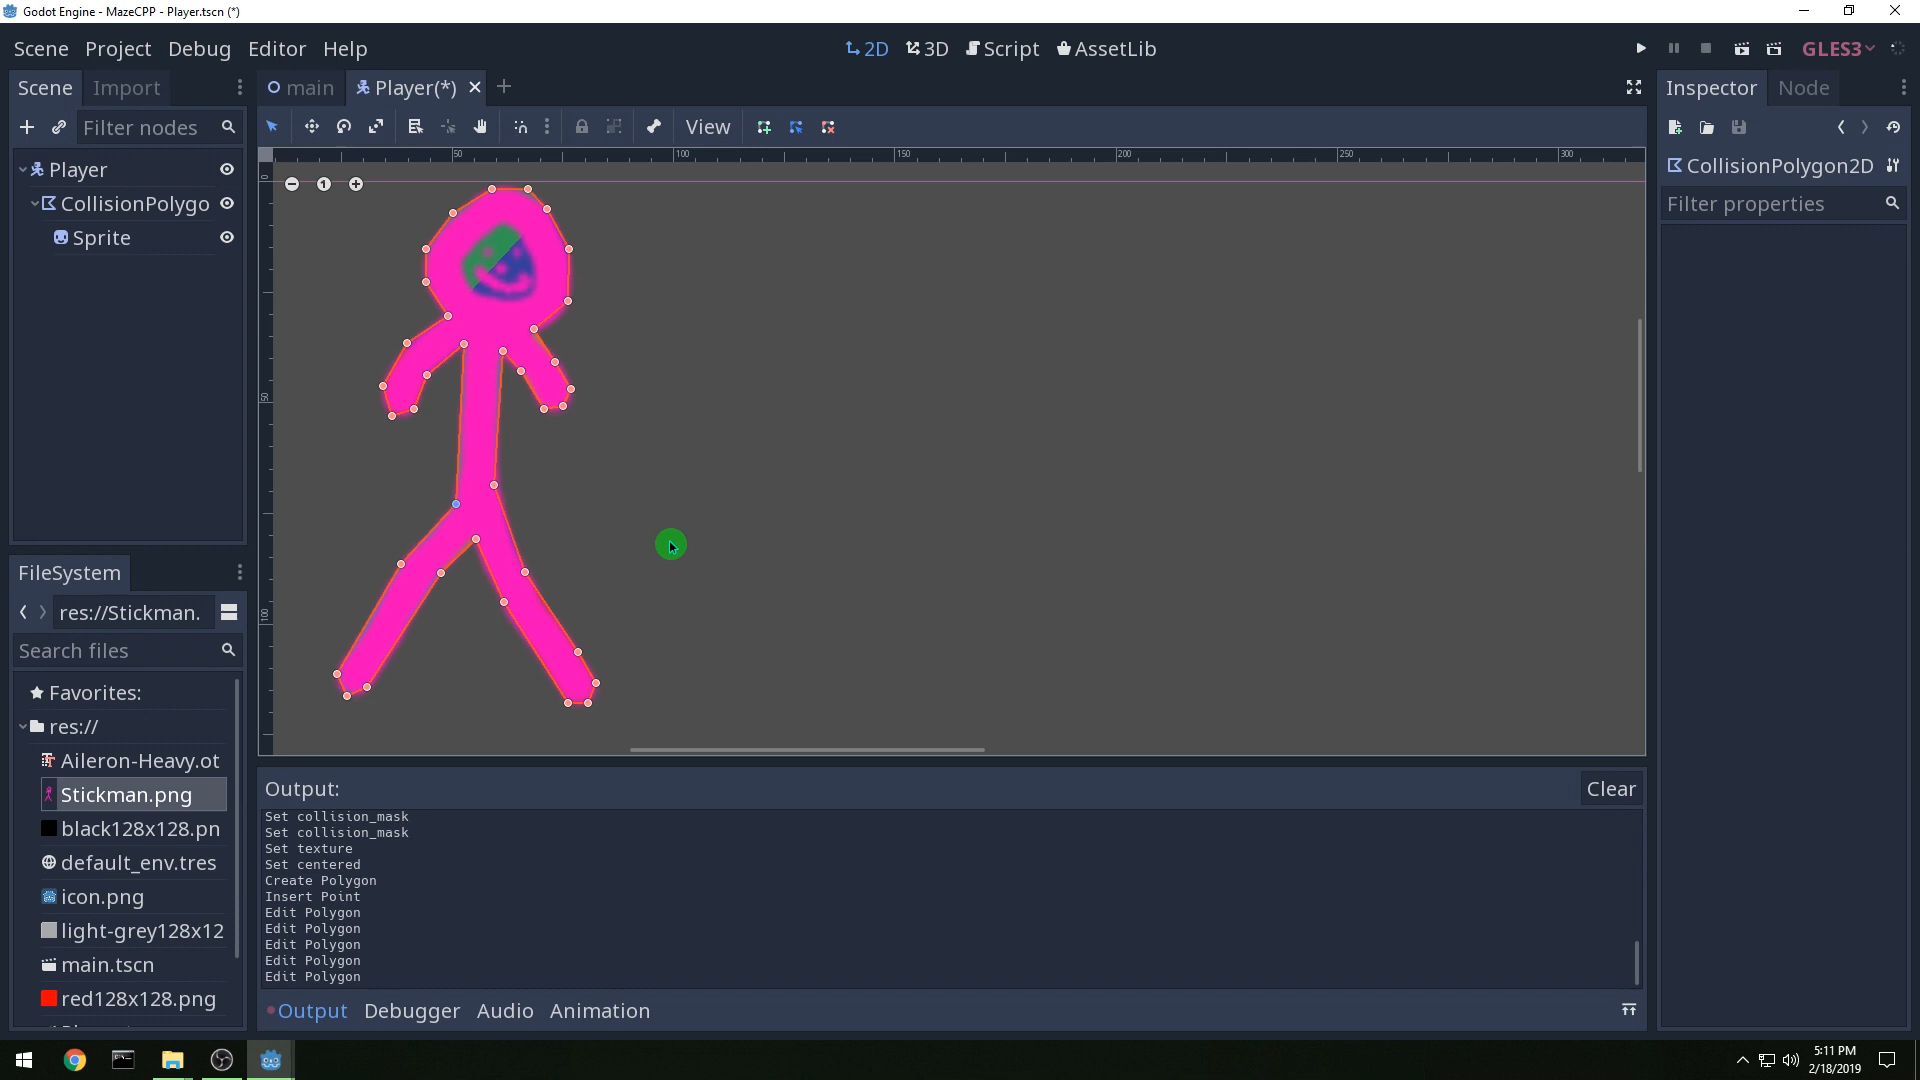 Godot Engine - MazeCPP - Player.tscn (*)
Scene Project Debug Editor Help
2D 3D Script AssetLib
GLES3
Scene Import
main Player(*)
Inspector Node
Filter nodes
View
Player
CollisionPolygo
Sprite
50 100 150 200 250 300
0
50
100
1
CollisionPolygon2D
Filter properties
FileSystem
res://Stickman.
Search files
Favorites:
res://
Aileron-Heavy.ot
Stickman.png
black128x128.pn
default_env.tres
icon.png
light-grey128x12
main.tscn
red128x128.png
Output:
Clear
Set collision_mask
Set collision_mask
Set texture
Set centered
Create Polygon
Insert Point
Edit Polygon
Edit Polygon
Edit Polygon
Edit Polygon
Edit Polygon
Output Debugger Audio Animation
5:11 PM
2/18/2019